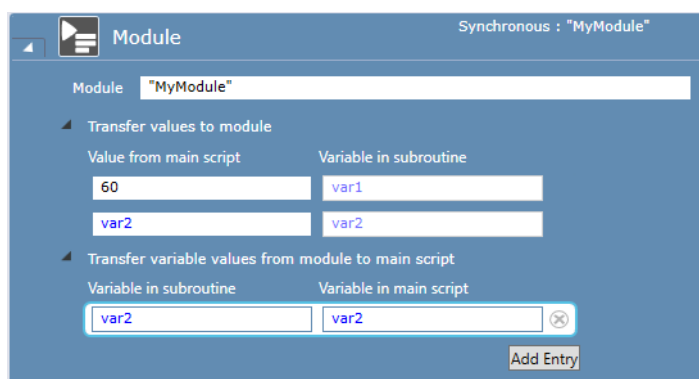 Module
Synchronous : "MyModule"
Module "MyModule"
Transfer values to module
Value from main script Variable in subroutine
60 var1
var2 var2
Transfer variable values from module to main script
Variable in subroutine Variable in main script
var2 var2
Add Entry